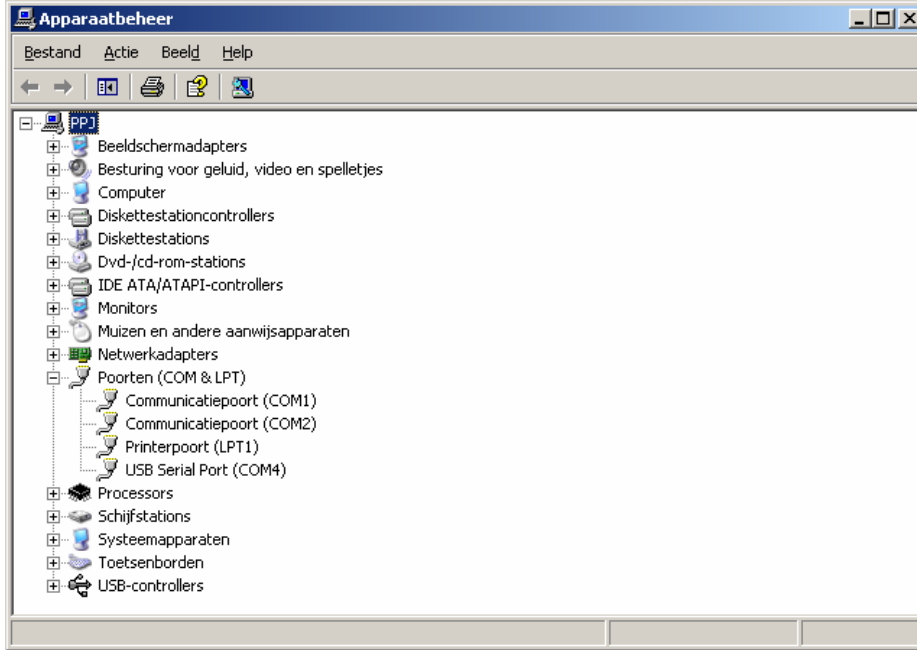 Apparaatbeheer
Bestand Actie Beeld Help
PPJ
Beeldschermadapters
Besturing voor geluid, video en spelletjes
Computer
Diskettestationcontrollers
Diskettestations
Dvd-/cd-rom-stations
IDE ATA/ATAPI-controllers
Monitors
Muizen en andere aanwijsapparaten
Netwerkadapters
Poorten (COM & LPT)
Communicatiepoort (COM1)
Communicatiepoort (COM2)
Printerpoort (LPT1)
USB Serial Port (COM4)
Processors
Schijfstations
Systeemapparaten
Toetsenborden
USB-controllers